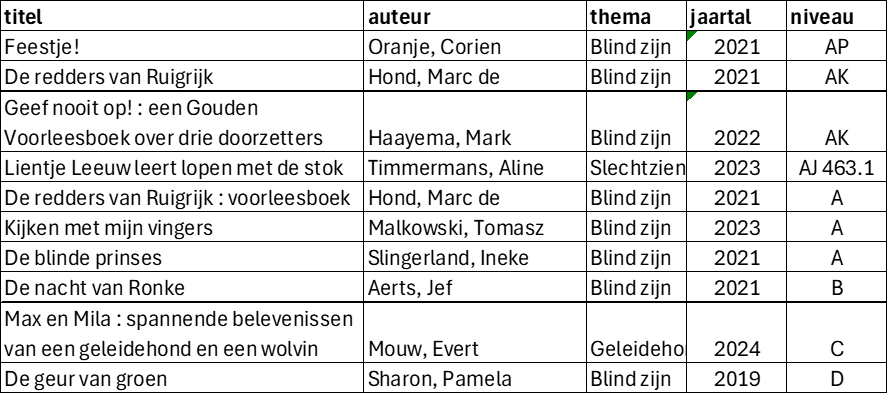 titel auteur thema jaartal niveau
Feestje! Oranje, Corien Blind zijn 2021 AP
De redders van Ruigrijk Hond, Marc de Blind zijn 2021 AK
Geef nooit op! : een Gouden
Voorleesboek over drie doorzetters Haayema, Mark Blind zijn 2022 AK
Lientje Leeuw leert lopen met de stok Timmermans, Aline Slechtzien 2023 AJ 463.1
De redders van Ruigrijk : voorleesboek Hond, Marc de Blind zijn 2021 A
Kijken met mijn vingers Malkowski, Tomasz Blind zijn 2023 A
De blinde prinses Slingerland, Ineke Blind zijn 2021 A
De nacht van Ronke Aerts, Jef Blind zijn 2021 B
Max en Mila : spannende belevenissen
van een geleidehond en een wolvin Mouw, Evert Geleideho 2024 C
De geur van groen Sharon, Pamela Blind zijn 2019 D